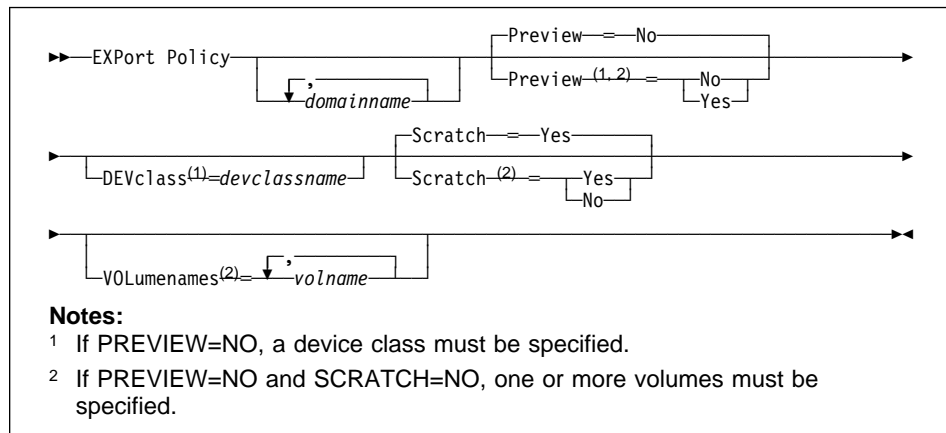 Preview = No
EXPort Policy
,
domainname
Preview (1, 2) = No
Yes
Scratch = Yes
DEVclass(1)=devclassname
Scratch (2) = Yes
No
,
VOLumenames(2)= volname
Notes:
1 If PREVIEW=NO, a device class must be specified.
2 If PREVIEW=NO and SCRATCH=NO, one or more volumes must be
specified.